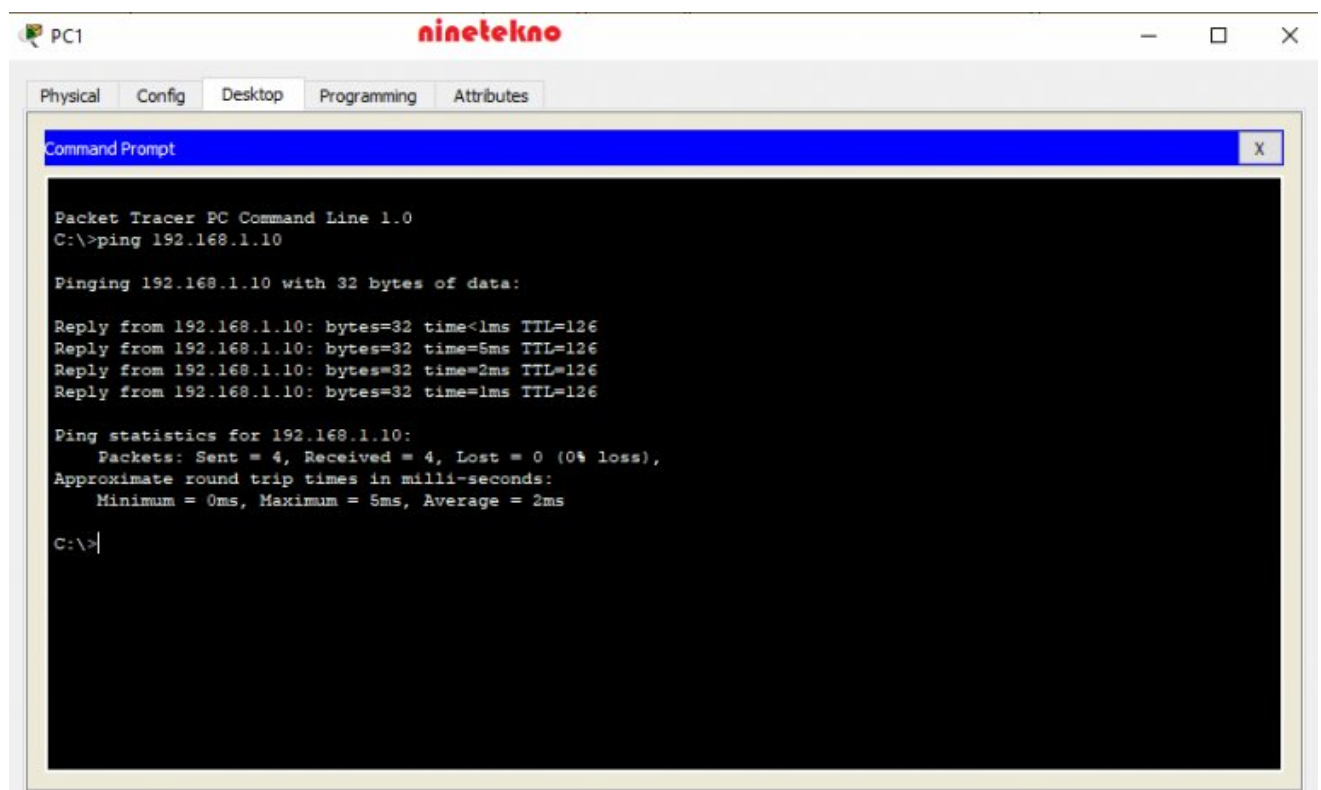 PC1
ninetekno
Physical Config Desktop Programming Attributes
Command Prompt
X
Packet Tracer PC Command Line 1.0
C:\>ping 192.168.1.10
Pinging 192.168.1.10 with 32 bytes of data:
Reply from 192.168.1.10: bytes=32 time<1ms TTL=126
Reply from 192.168.1.10: bytes=32 time=5ms TTL=126
Reply from 192.168.1.10: bytes=32 time=2ms TTL=126
Reply from 192.168.1.10: bytes=32 time=1ms TTL=126
Ping statistics for 192.168.1.10:
Packets: Sent = 4, Received = 4, Lost = 0 (0% loss),
Approximate round trip times in milli-seconds:
Minimum = 0ms, Maximum = 5ms, Average = 2ms
C:\>